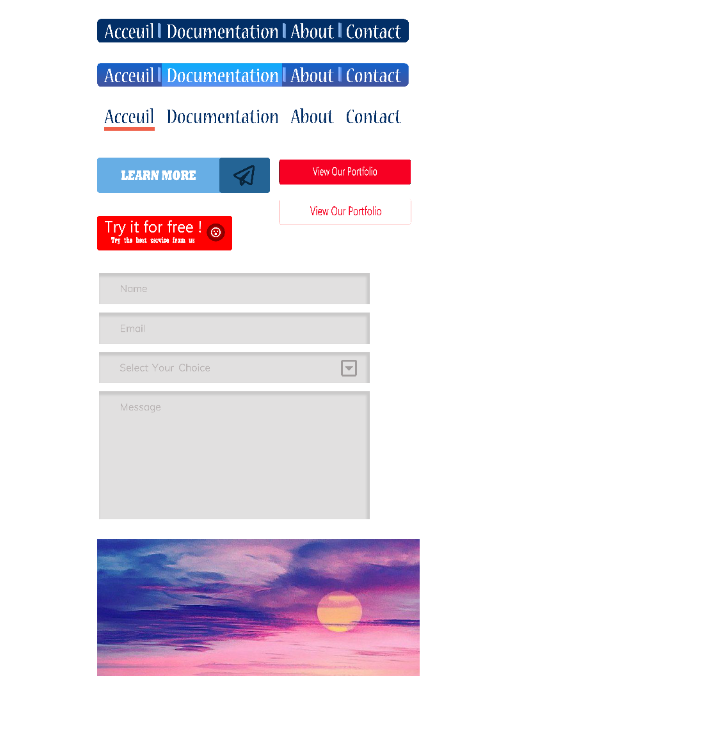 Acceuil Documentation About Contact
Acceuil Documentation About Contact
Acceuil Documentation About Contact
LEARN MORE
View Our Portfolio
View Our Portfolio
Try it for free !
Try the best service from us
Name
Email
Select Your Choice
Message